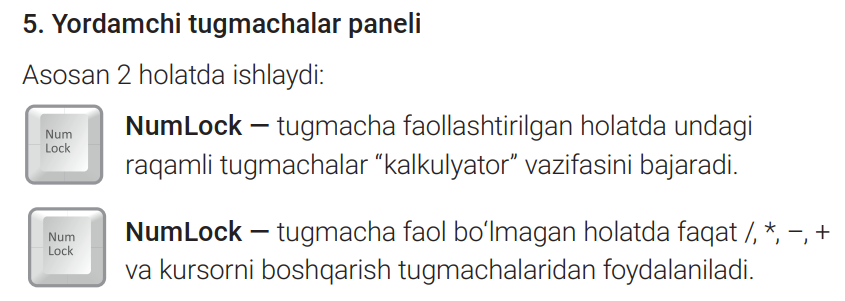 5. Yordamchi tugmachalar paneli
Asosan 2 holatda ishlaydi:
Num
Lock
NumLock — tugmacha faollashtirilgan holatda undagi
raqamli tugmachalar “kalkulyator” vazifasini bajaradi.
Num
Lock
NumLock — tugmacha faol bo‘lmagan holatda faqat /, *, –, +
va kursorni boshqarish tugmachalaridan foydalaniladi.